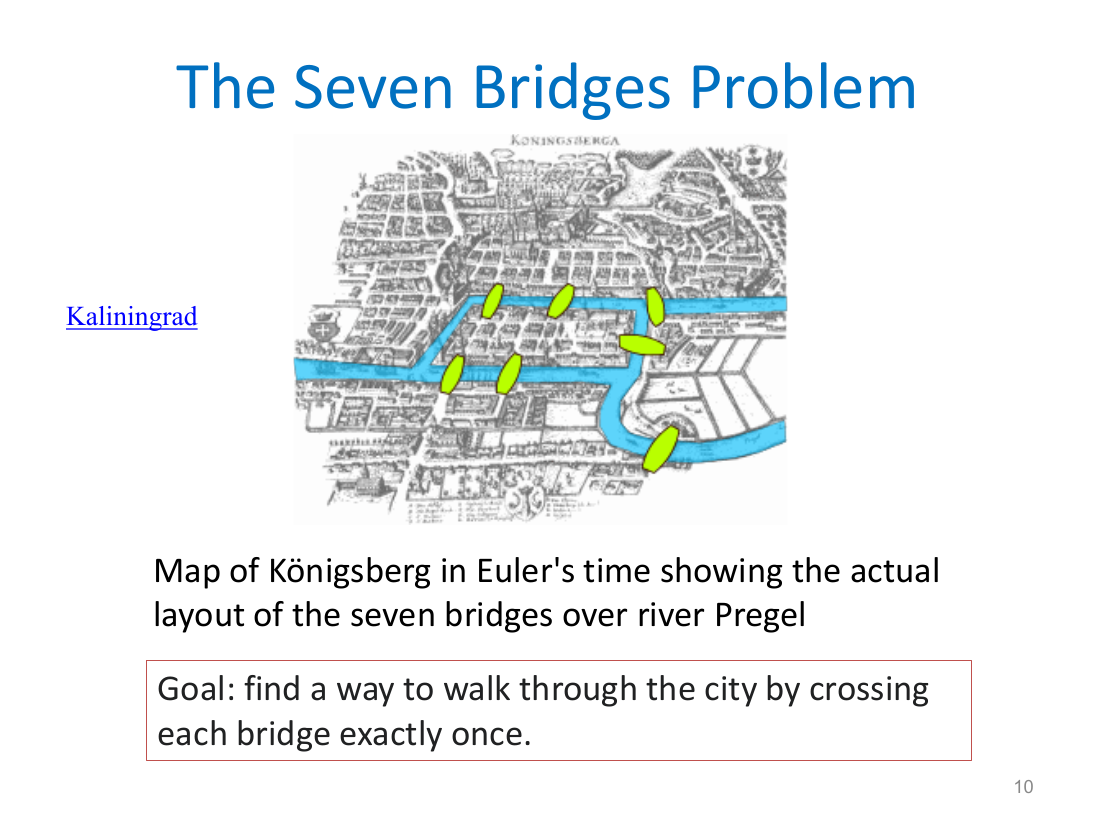 The Seven Bridges Problem
KONINGSBERGA
Kaliningrad
Map of Königsberg in Euler's time showing the actual
layout of the seven bridges over river Pregel
Goal: find a way to walk through the city by crossing
each bridge exactly once.
10